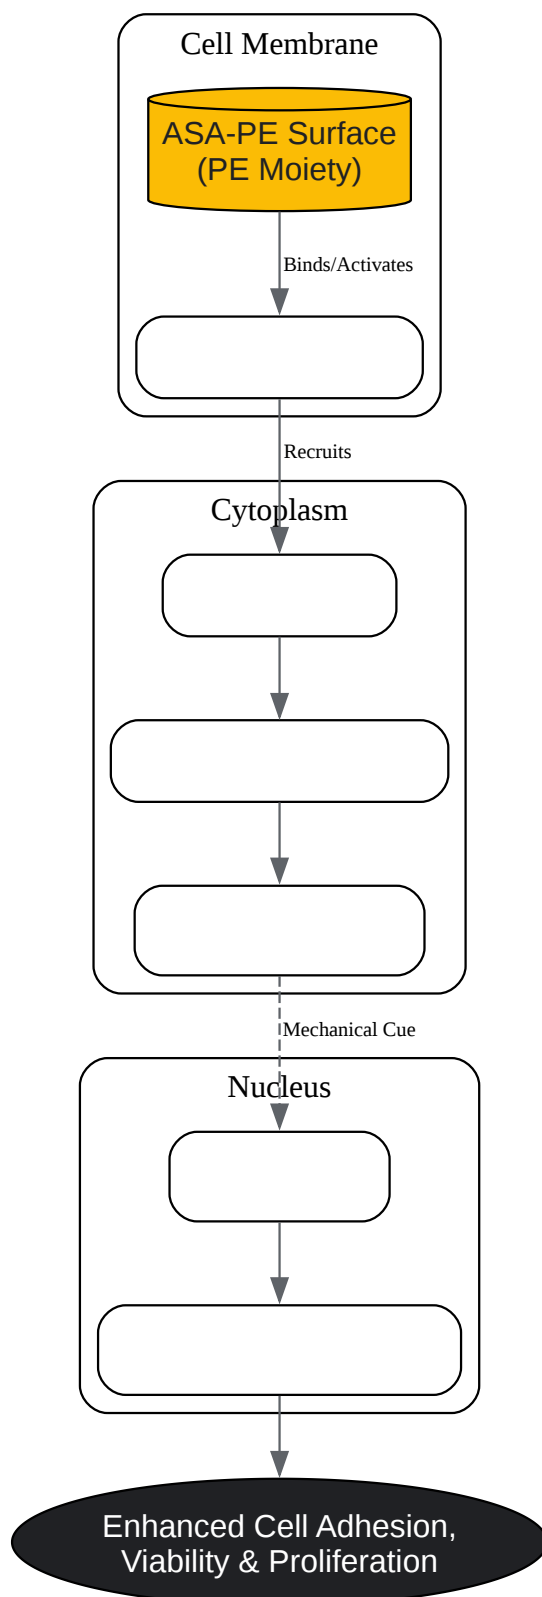 Cell Membrane
ASA-PE Surface
(PE Moiety)
Binds/Activates
Recruits
Cytoplasm
Mechanical Cue
Nucleus
Enhanced Cell Adhesion,
Viability & Proliferation